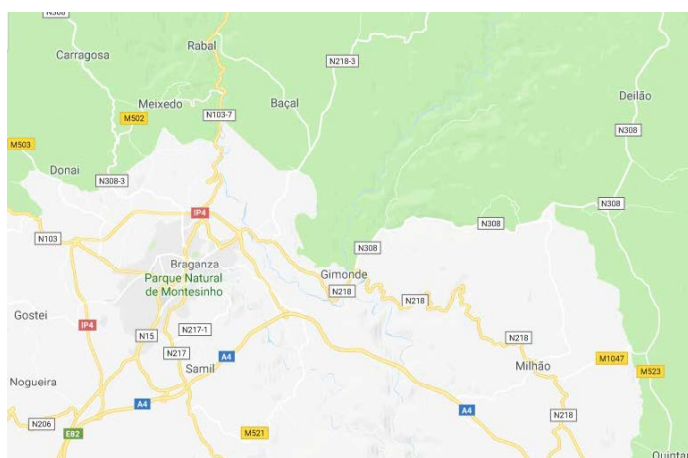 N308
Rabal
Carragosa
N218-3
Meixedo
Baçal
Deilão
N103-7
M502
N308
M503
Donai
N308-3
N308
IP4
N308
N103
N308
Braganza
Gimonde
Parque Natural
de Montesinho
N218
N218
Gostei
IP4
N217-1
N15
N218
N217
A4
M1047
Samil
Milhão
M523
Nogueira
A4
A4
N218
N206
E82
M521
Quintan